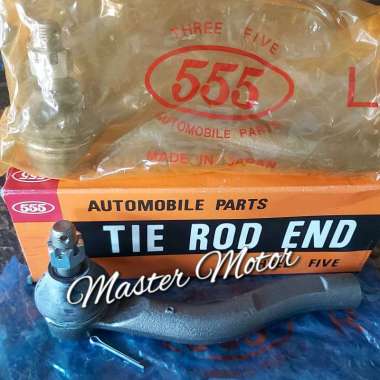 THREE FIVE
555
AUTOMOBILE PARTS
MADE IN JAPAN
L
555
AUTOMOBILE PARTS
TIE ROD END
Master Motor
FIVE